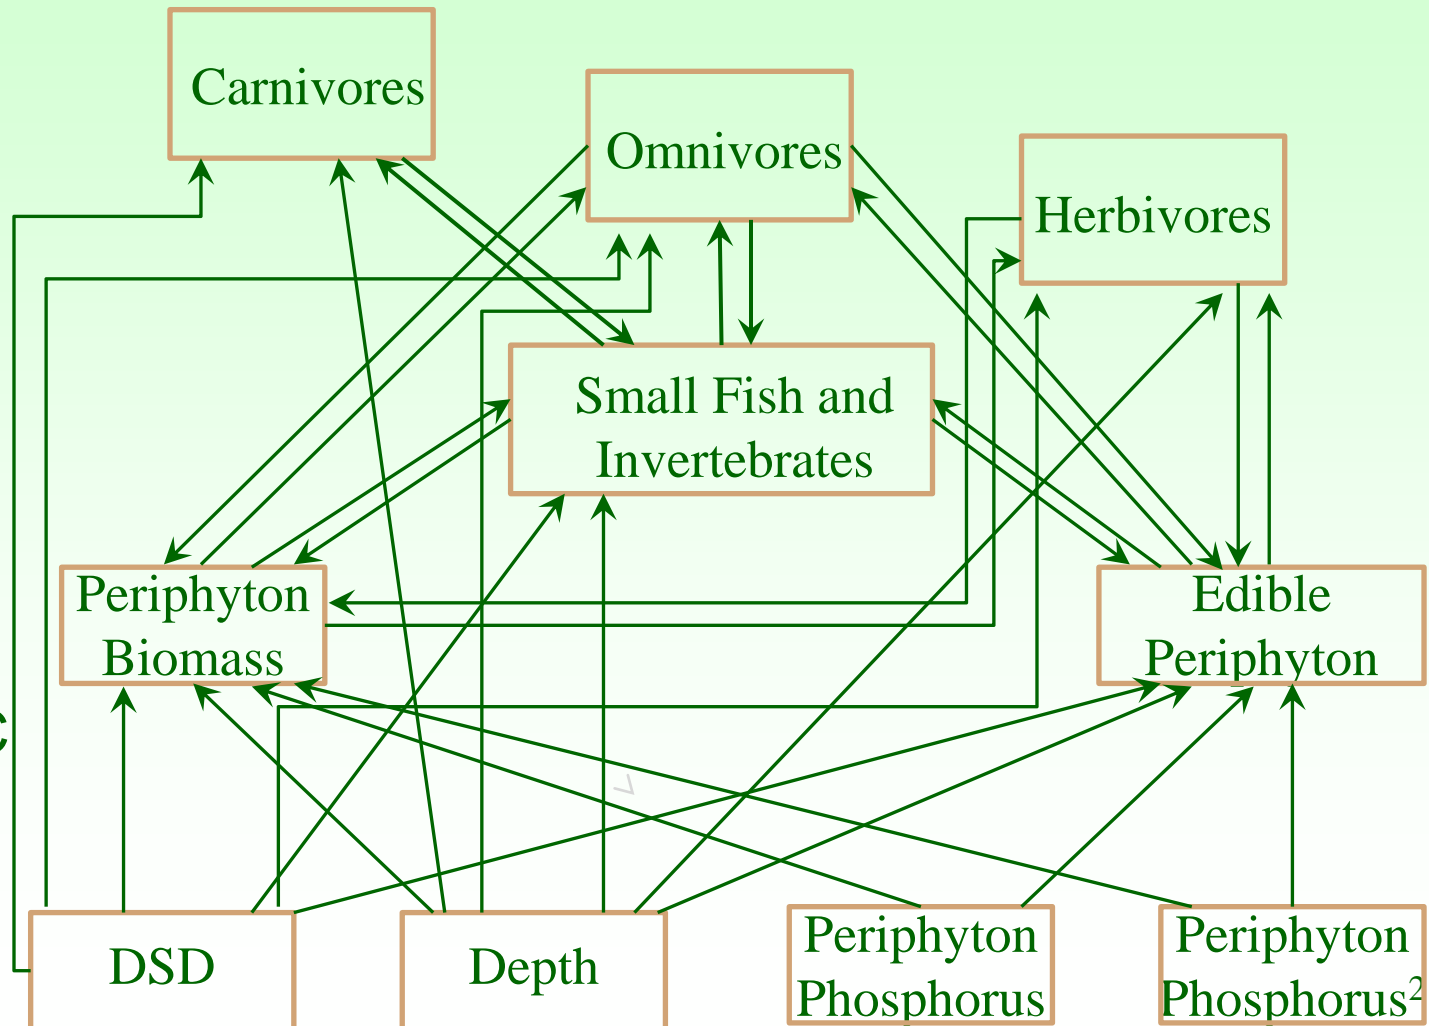 Carnivores
Omnivores
Herbivores
Small Fish and
Invertebrates
Periphyton
Biomass
Edible
Periphyton
c
DSD
Depth
Periphyton
Phosphorus
Periphyton
Phosphorus²